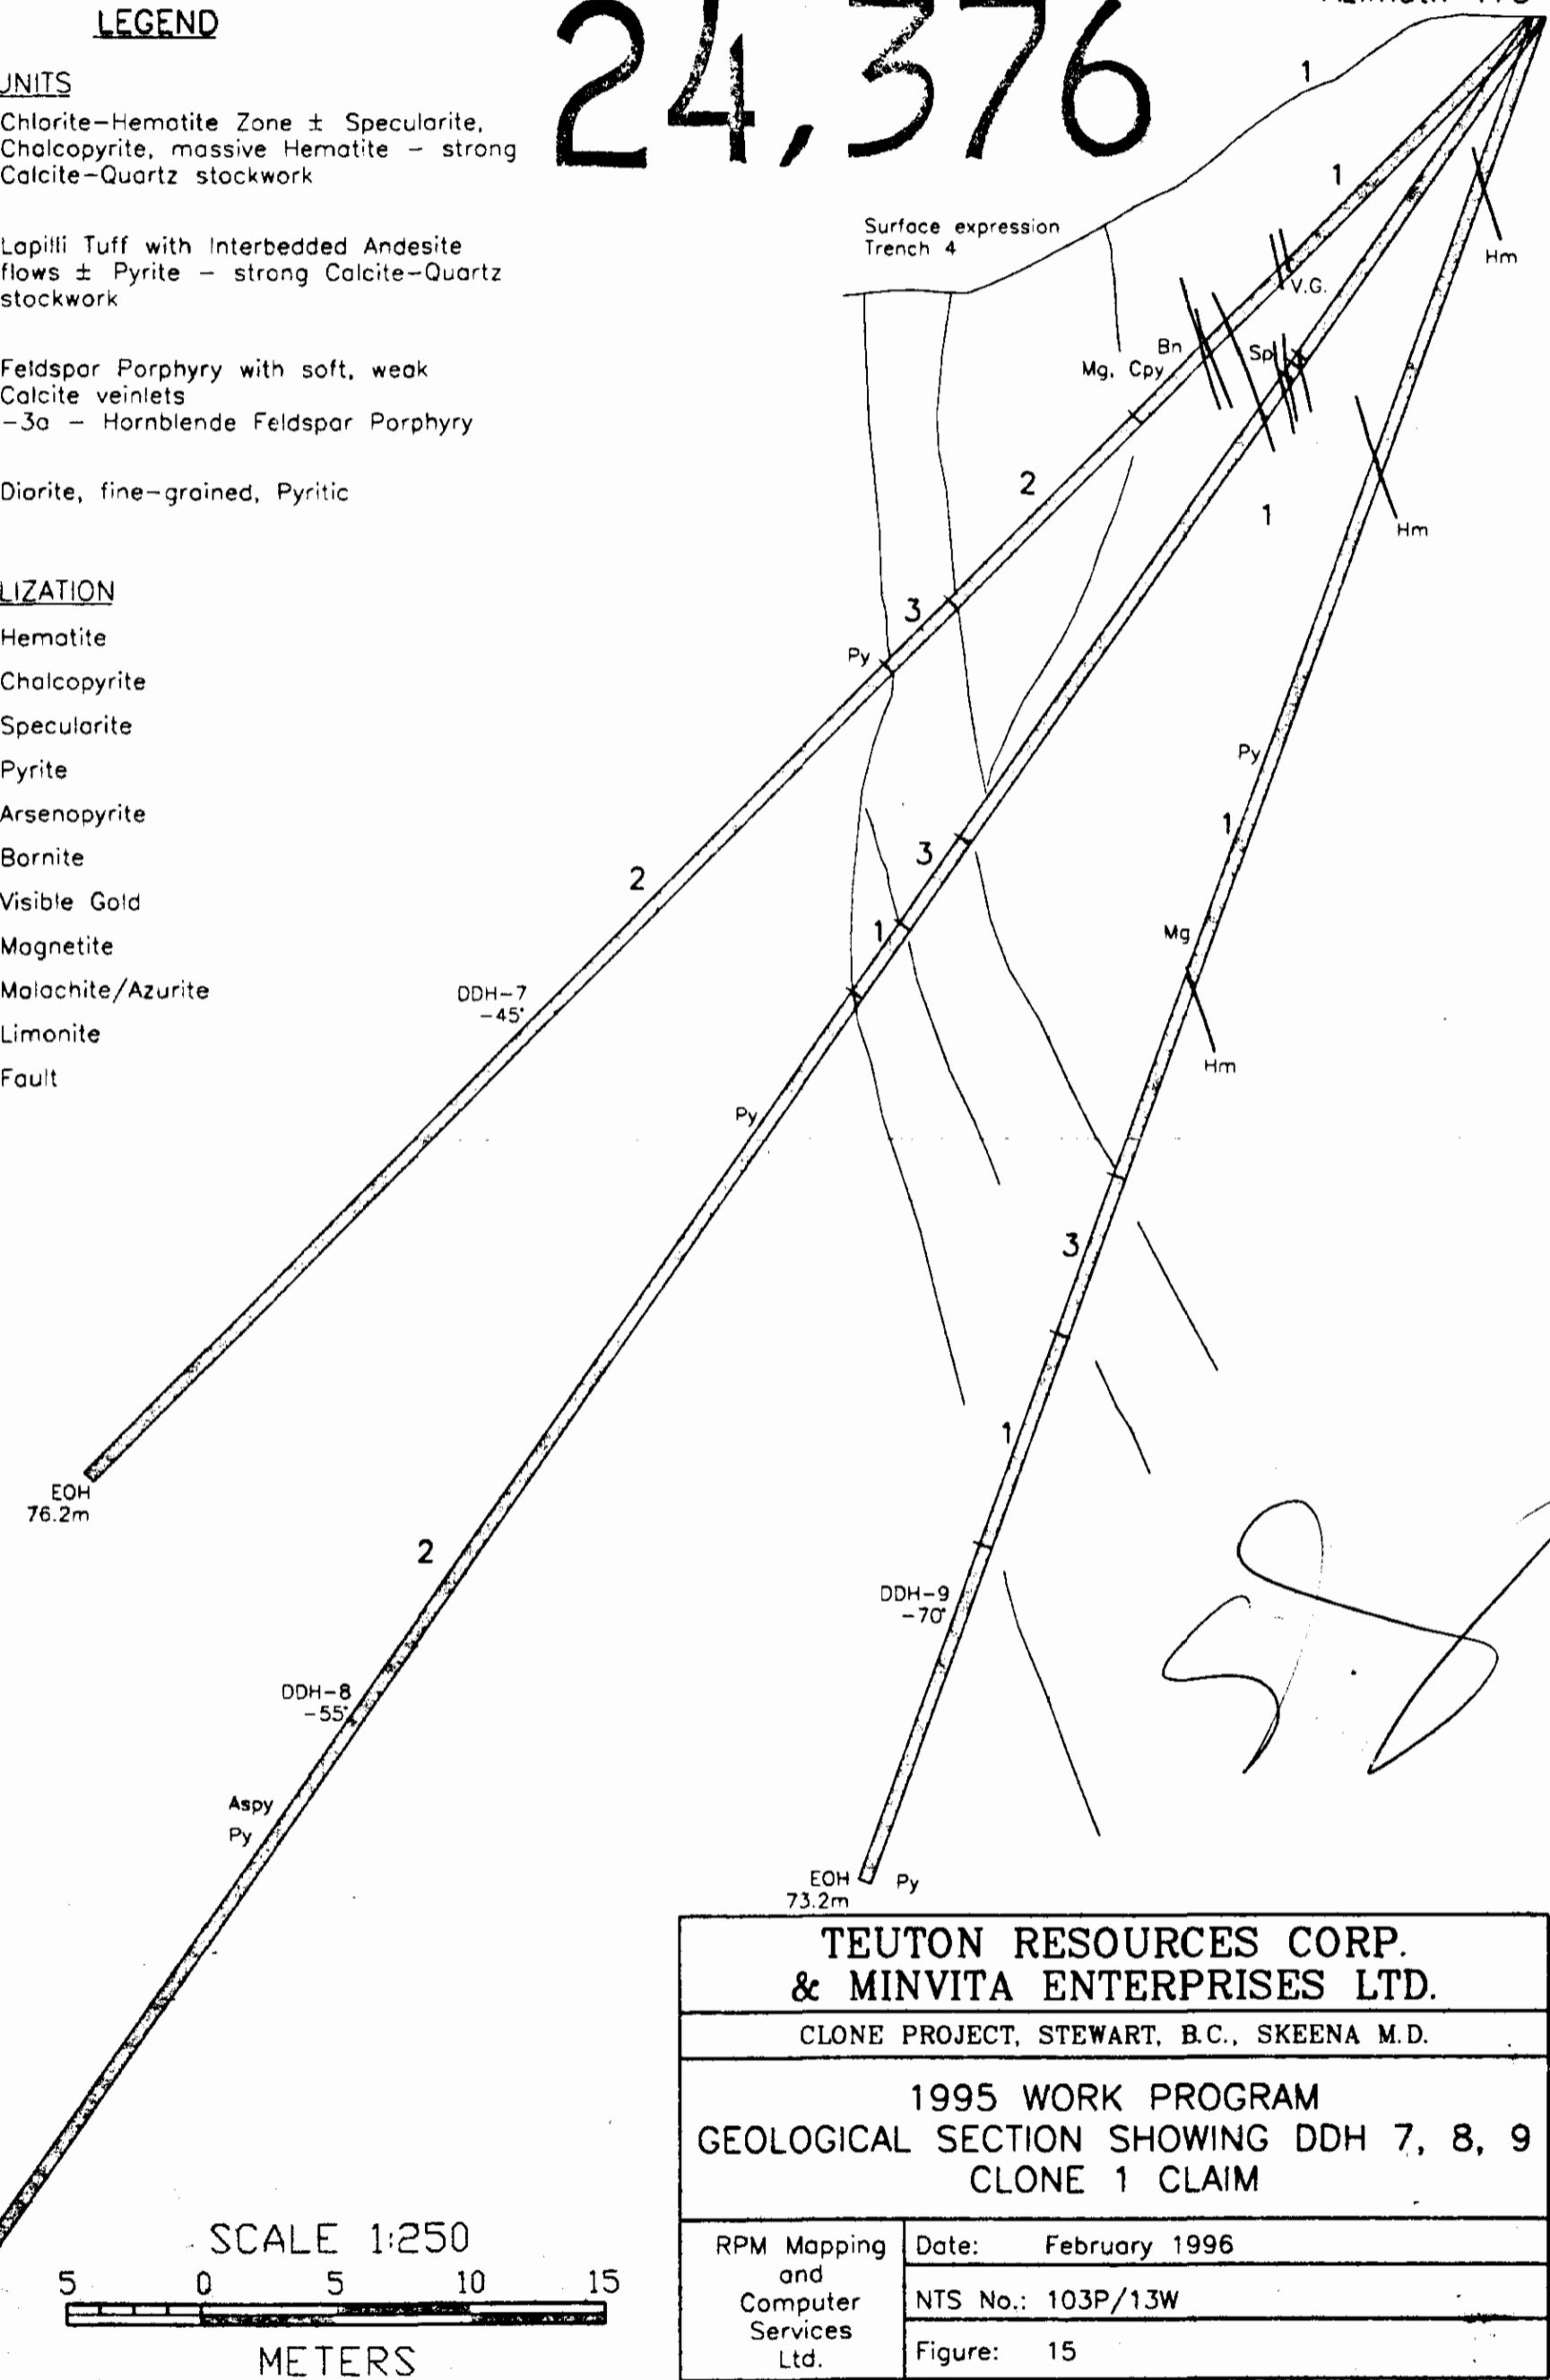 LEGEND
UNITS
Chlorite-Hematite Zone ± Specularite,
Chalcopyrite, massive Hematite - strong
Calcite-Quartz stockwork
Lapilli Tuff with Interbedded Andesite
flows ± Pyrite - strong Calcite-Quartz
stockwork
Feldspar Porphyry with soft, weak
Calcite veinlets
-3a - Hornblende Feldspar Porphyry
Diorite, fine-grained, Pyritic
LIZATION
Hematite
Chalcopyrite
Specularite
Pyrite
Arsenopyrite
Bornite
Visible Gold
Magnetite
Malachite/Azurite
Limonite
Fault
24,376
1
1
Surface expression
Trench 4
Hm
V.G.
Bn
Sp
Mg, Cpy
2
1
Hm
3
Py
Py
1
3
2
1
Mg
DDH-7
-45°
Hm
Py
3
1
EOH
76.2m
2
DDH-9
-70°
DDH-8
-55°
Aspy
Py
EOH
73.2m
Py
TEUTON RESOURCES CORP.
& MINVITA ENTERPRISES LTD.
CLONE PROJECT, STEWART, B.C., SKEENA M.D.
1995 WORK PROGRAM
GEOLOGICAL SECTION SHOWING DDH 7, 8, 9
CLONE 1 CLAIM
RPM Mapping
and
Computer
Services
Ltd.
Date: February 1996
NTS No.: 103P/13W
Figure: 15
SCALE 1:250
5 0 5 10 15
METERS